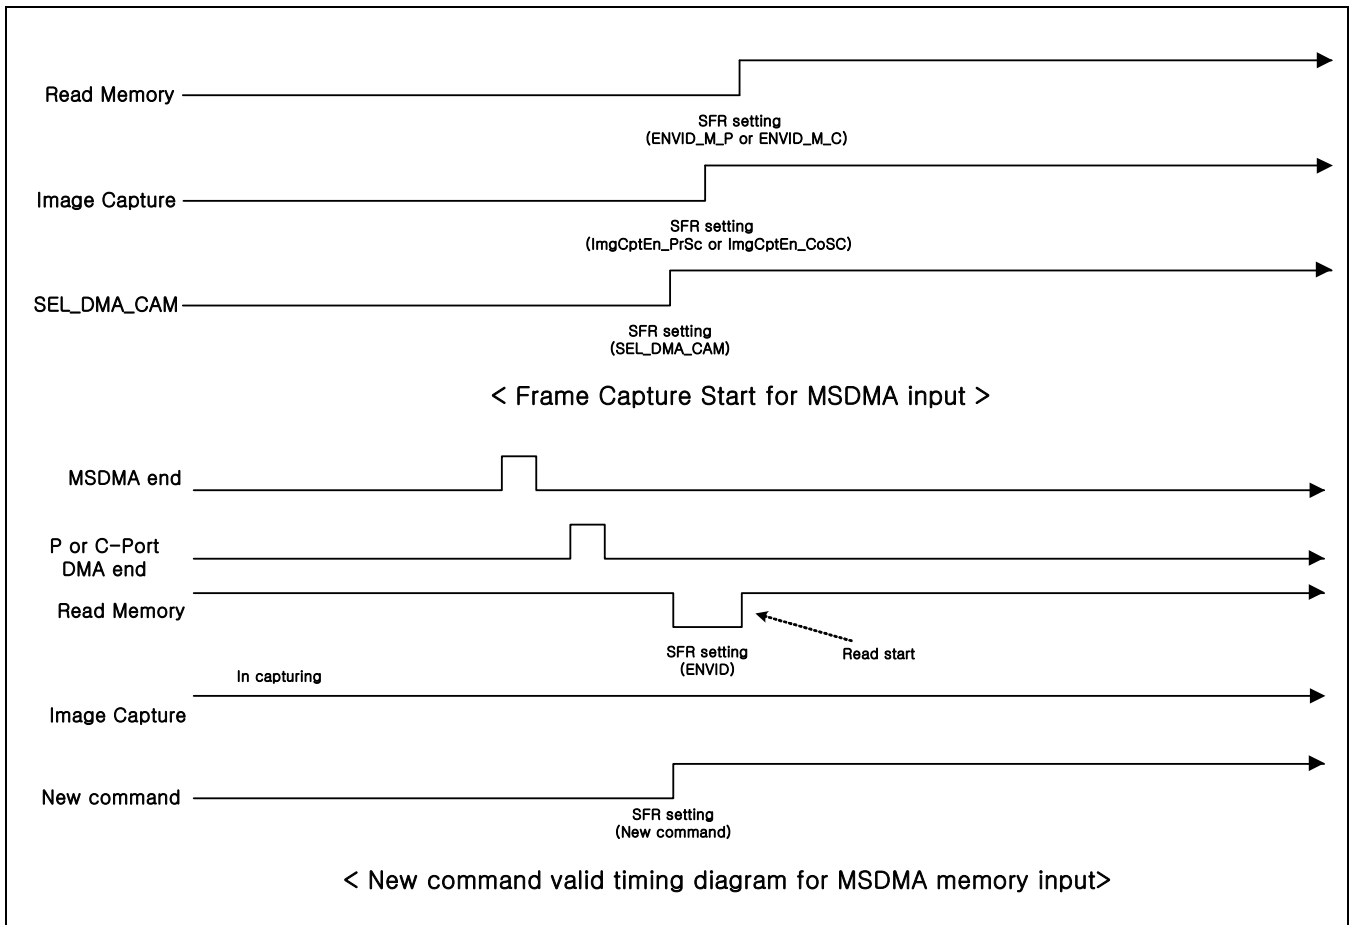 Read Memory
SFR setting
(ENVID_M_P or ENVID_M_C)
Image Capture
SFR setting
(ImgCptEn_PrSc or ImgCptEn_CoSC)
SEL_DMA_CAM
SFR setting
(SEL_DMA_CAM)
< Frame Capture Start for MSDMA input >
MSDMA end
P or C-Port
DMA end
Read Memory
SFR setting
(ENVID)
Read start
In capturing
Image Capture
New command
SFR setting
(New command)
< New command valid timing diagram for MSDMA memory input>